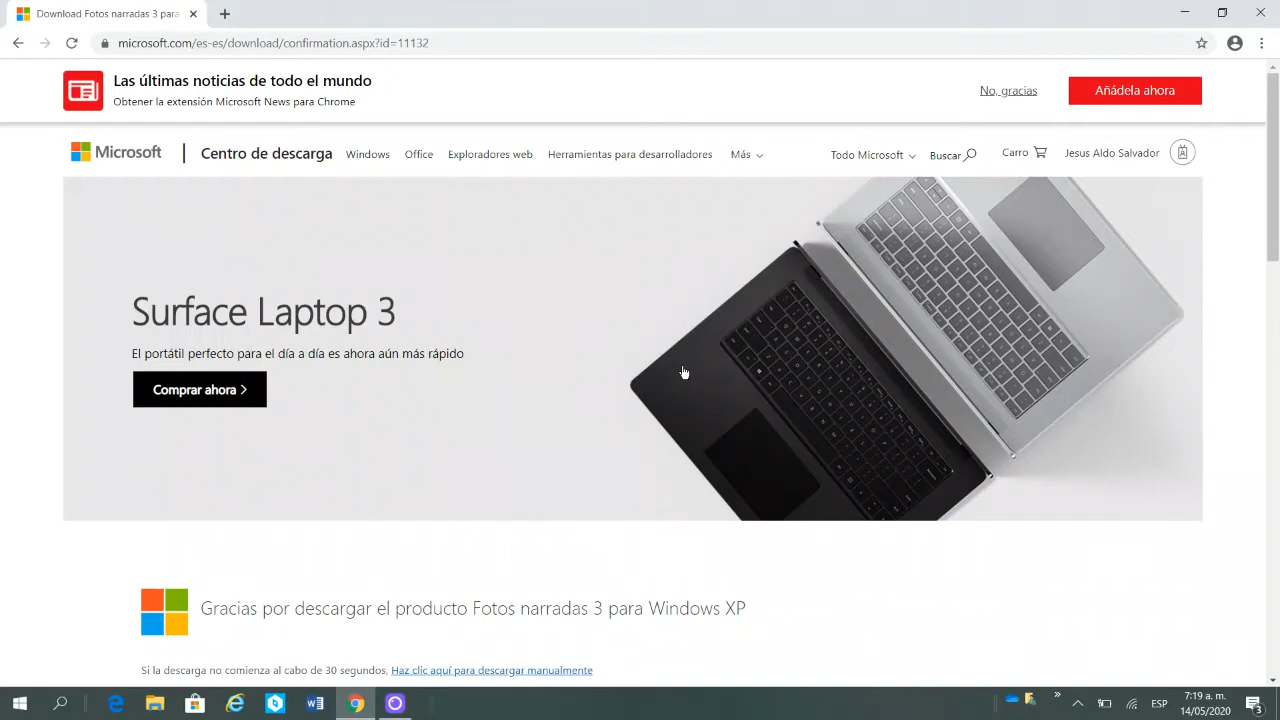 Download Fotos narradas 3 para
microsoft.com/es-es/download/confirmation.aspx?id=11132
Las últimas noticias de todo el mundo
Obtener la extensión Microsoft News para Chrome
No, gracias
Añádela ahora
Microsoft
Centro de descarga
Windows
Office
Exploradores web
Herramientas para desarrolladores
Más
Todo Microsoft
Buscar
Carro
Jesus Aldo Salvador
Surface Laptop 3
El portátil perfecto para el día a día es ahora aún más rápido
Comprar ahora
Gracias por descargar el producto Fotos narradas 3 para Windows XP
Si la descarga no comienza al cabo de 30 segundos, Haz clic aquí para descargar manualmente
ESP
7:19 a. m.
14/05/2020
3